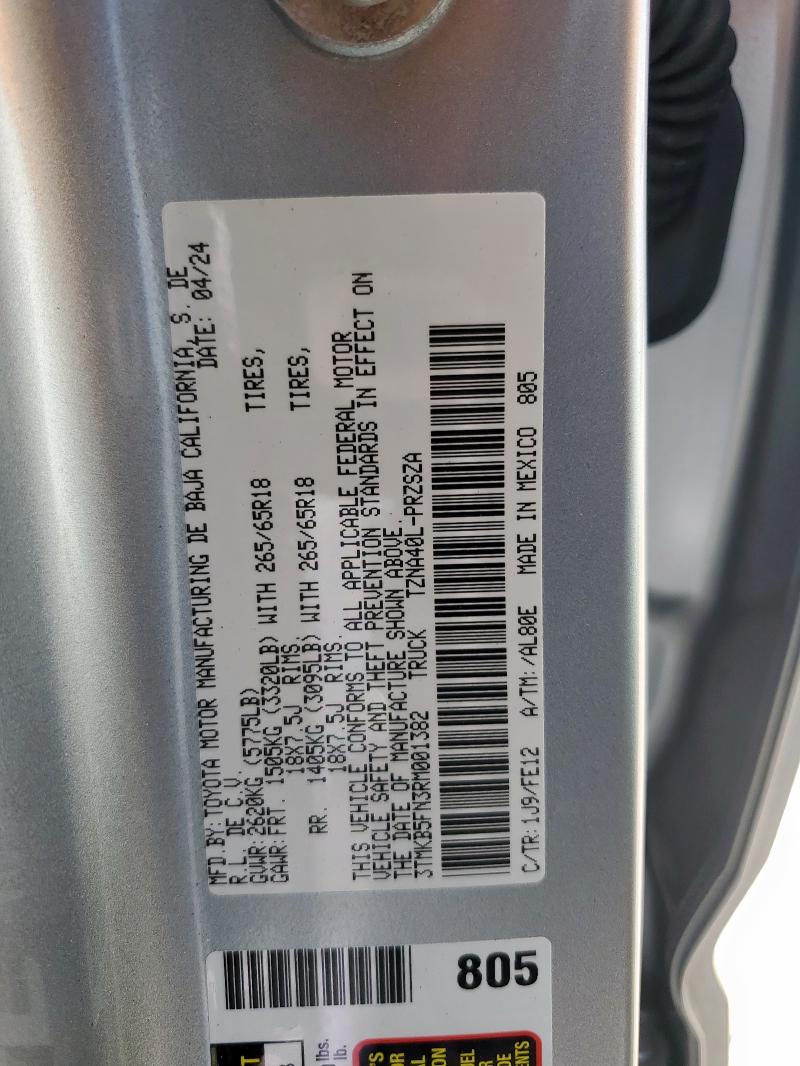 MFD.BY:TOYOTA MOTOR MANUFACTURING DE BAJA CALIFORNIA, S. DE
R.L. DE C.V. DATE: 04/24
GVWR:2620KG (5775LB)
GAWR:FRT. 1505KG (3320LB) WITH 265/65R18 TIRES,
18X7.5J RIMS.
RR. 1405KG (3095LB) WITH 265/65R18 TIRES,
18X7.5J RIMS.
THIS VEHICLE CONFORMS TO ALL APPLICABLE FEDERAL MOTOR
VEHICLE SAFETY AND THEFT PREVENTION STANDARDS IN EFFECT ON
THE DATE OF MANUFACTURE SHOWN ABOVE.
3TMKB5FN3RM001382 TRUCK TZNA40L-PRZSZA
C/TR:1J9/FE12 A/TM:/AL80E MADE IN MEXICO 805
805
lbs.
lb.